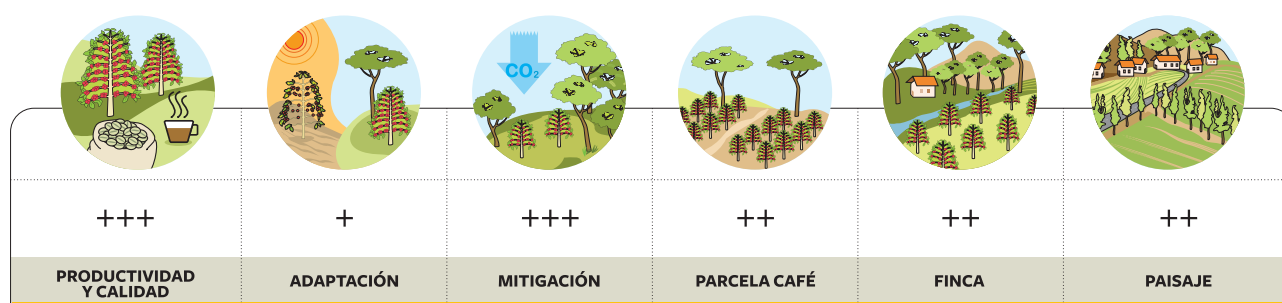 CO₂
+++
+
+++
++
++
++
PRODUCTIVIDAD
Y CALIDAD
ADAPTACIÓN
MITIGACIÓN
PARCELA CAFÉ
FINCA
PAISAJE